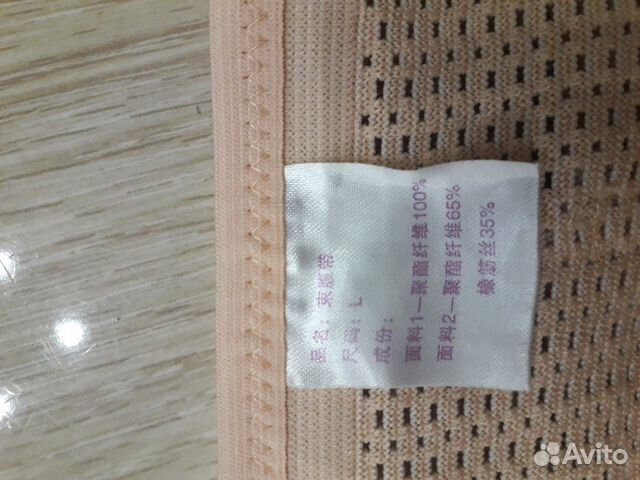 品名：束腹带
尺码：L
成份：
面料1—聚酯纤维100%
面料2—聚酯纤维65%
橡筋丝35%
Avito